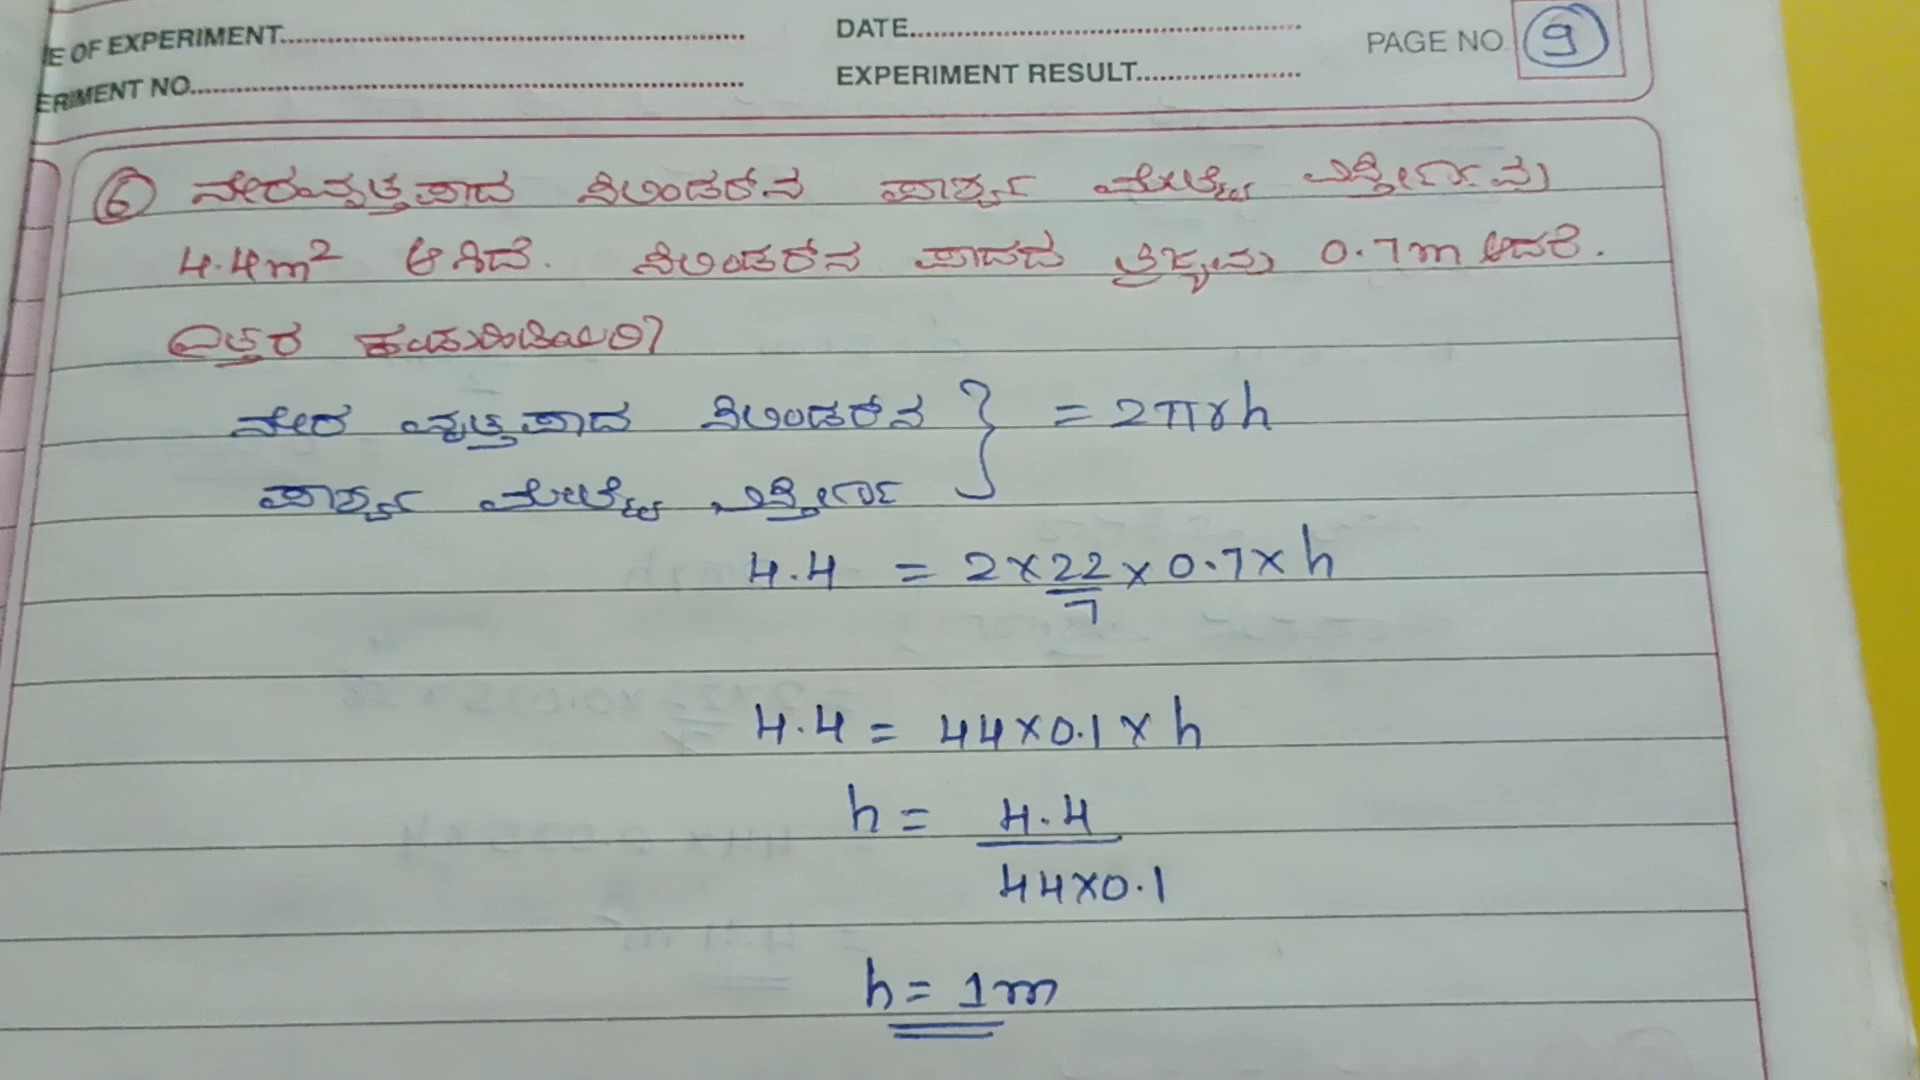 E OF EXPERIMENT
DATE
PAGE NO. 9
ERIMENT NO.
EXPERIMENT RESULT
6 ನೇರವೃತ್ತಪಾದ ಸಿಲಿಂಡರ್‌ನ ಪಾರ್ಶ್ವ ಮೇಲ್ಮೈ ವಿಸ್ತೀರ್ಣವು
4.4m² ಆಗಿದೆ. ಸಿಲಿಂಡರ್‌ನ ಪಾದದ ತ್ರಿಜ್ಯವು 0.7m ಆದರೆ.
ಎತ್ತರ ಕಂಡುಹಿಡಿಯಿರಿ?
ನೇರ ವೃತ್ತಪಾದ ಸಿಲಿಂಡರ್‌ನ } = 2πrh
ಪಾರ್ಶ್ವ ಮೇಲ್ಮೈ ವಿಸ್ತೀರ್ಣ
4.4 = 2 × 22/7 × 0.7 × h
4.4 = 44 × 0.1 × h
h = 4.4
44×0.1
h = 1m